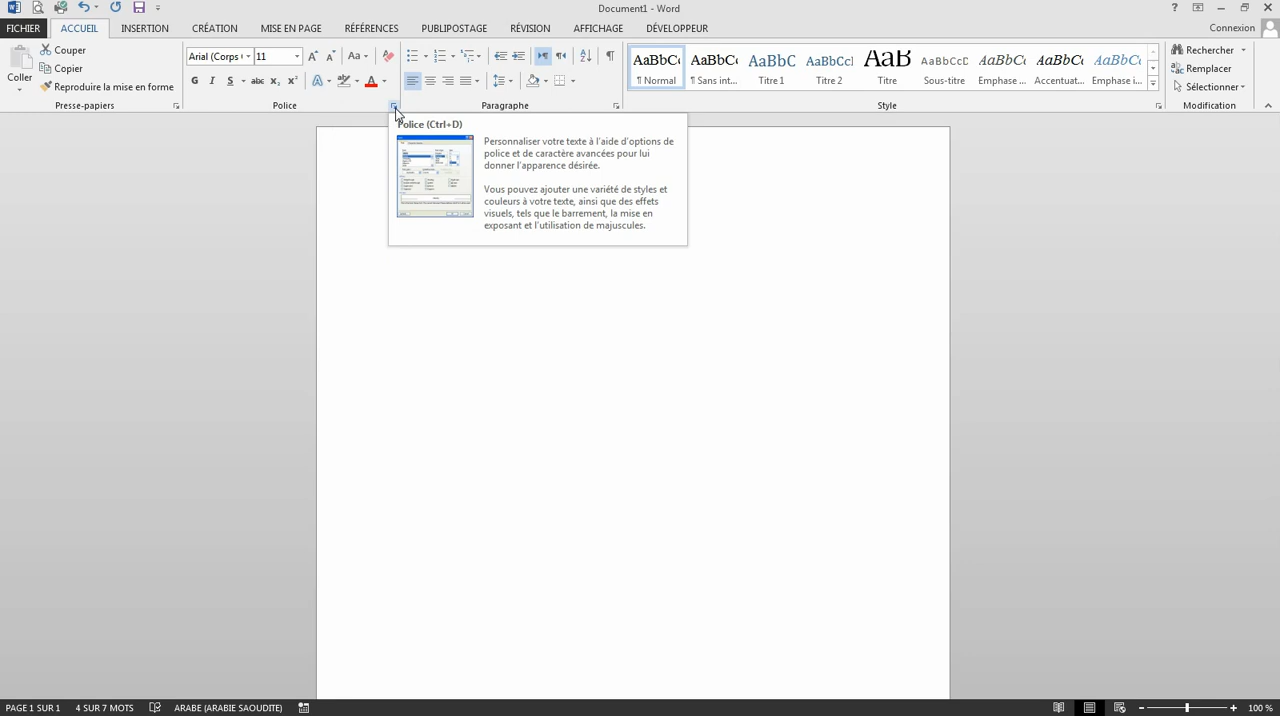 Document1 - Word
FICHIER ACCUEIL INSERTION CRÉATION MISE EN PAGE RÉFÉRENCES PUBLIPOSTAGE RÉVISION AFFICHAGE DÉVELOPPEUR Connexion
Coller
Couper
Copier
Reproduire la mise en forme
Presse-papiers
Arial (Corps 11
Aa
G I S abc x₂ x²
A A
Police
Paragraphe
AaBbCc AaBbCc AaBbC AaBbCc AaB AaBbCcD AaBbCc AaBbCc AaBbCc
¶ Normal ¶ Sans int... Titre 1 Titre 2 Titre Sous-titre Emphase ... Accentuat... Emphase i...
Style
Rechercher
Remplacer
Sélectionner
Modification
Police (Ctrl+D)
Personnaliser votre texte à l'aide d'options de
police et de caractère avancées pour lui
donner l'apparence désirée.
Vous pouvez ajouter une variété de styles et
couleurs à votre texte, ainsi que des effets
visuels, tels que le barrement, la mise en
exposant et l'utilisation de majuscules.
PAGE 1 SUR 1 4 SUR 7 MOTS ARABE (ARABIE SAOUDITE) 100 %